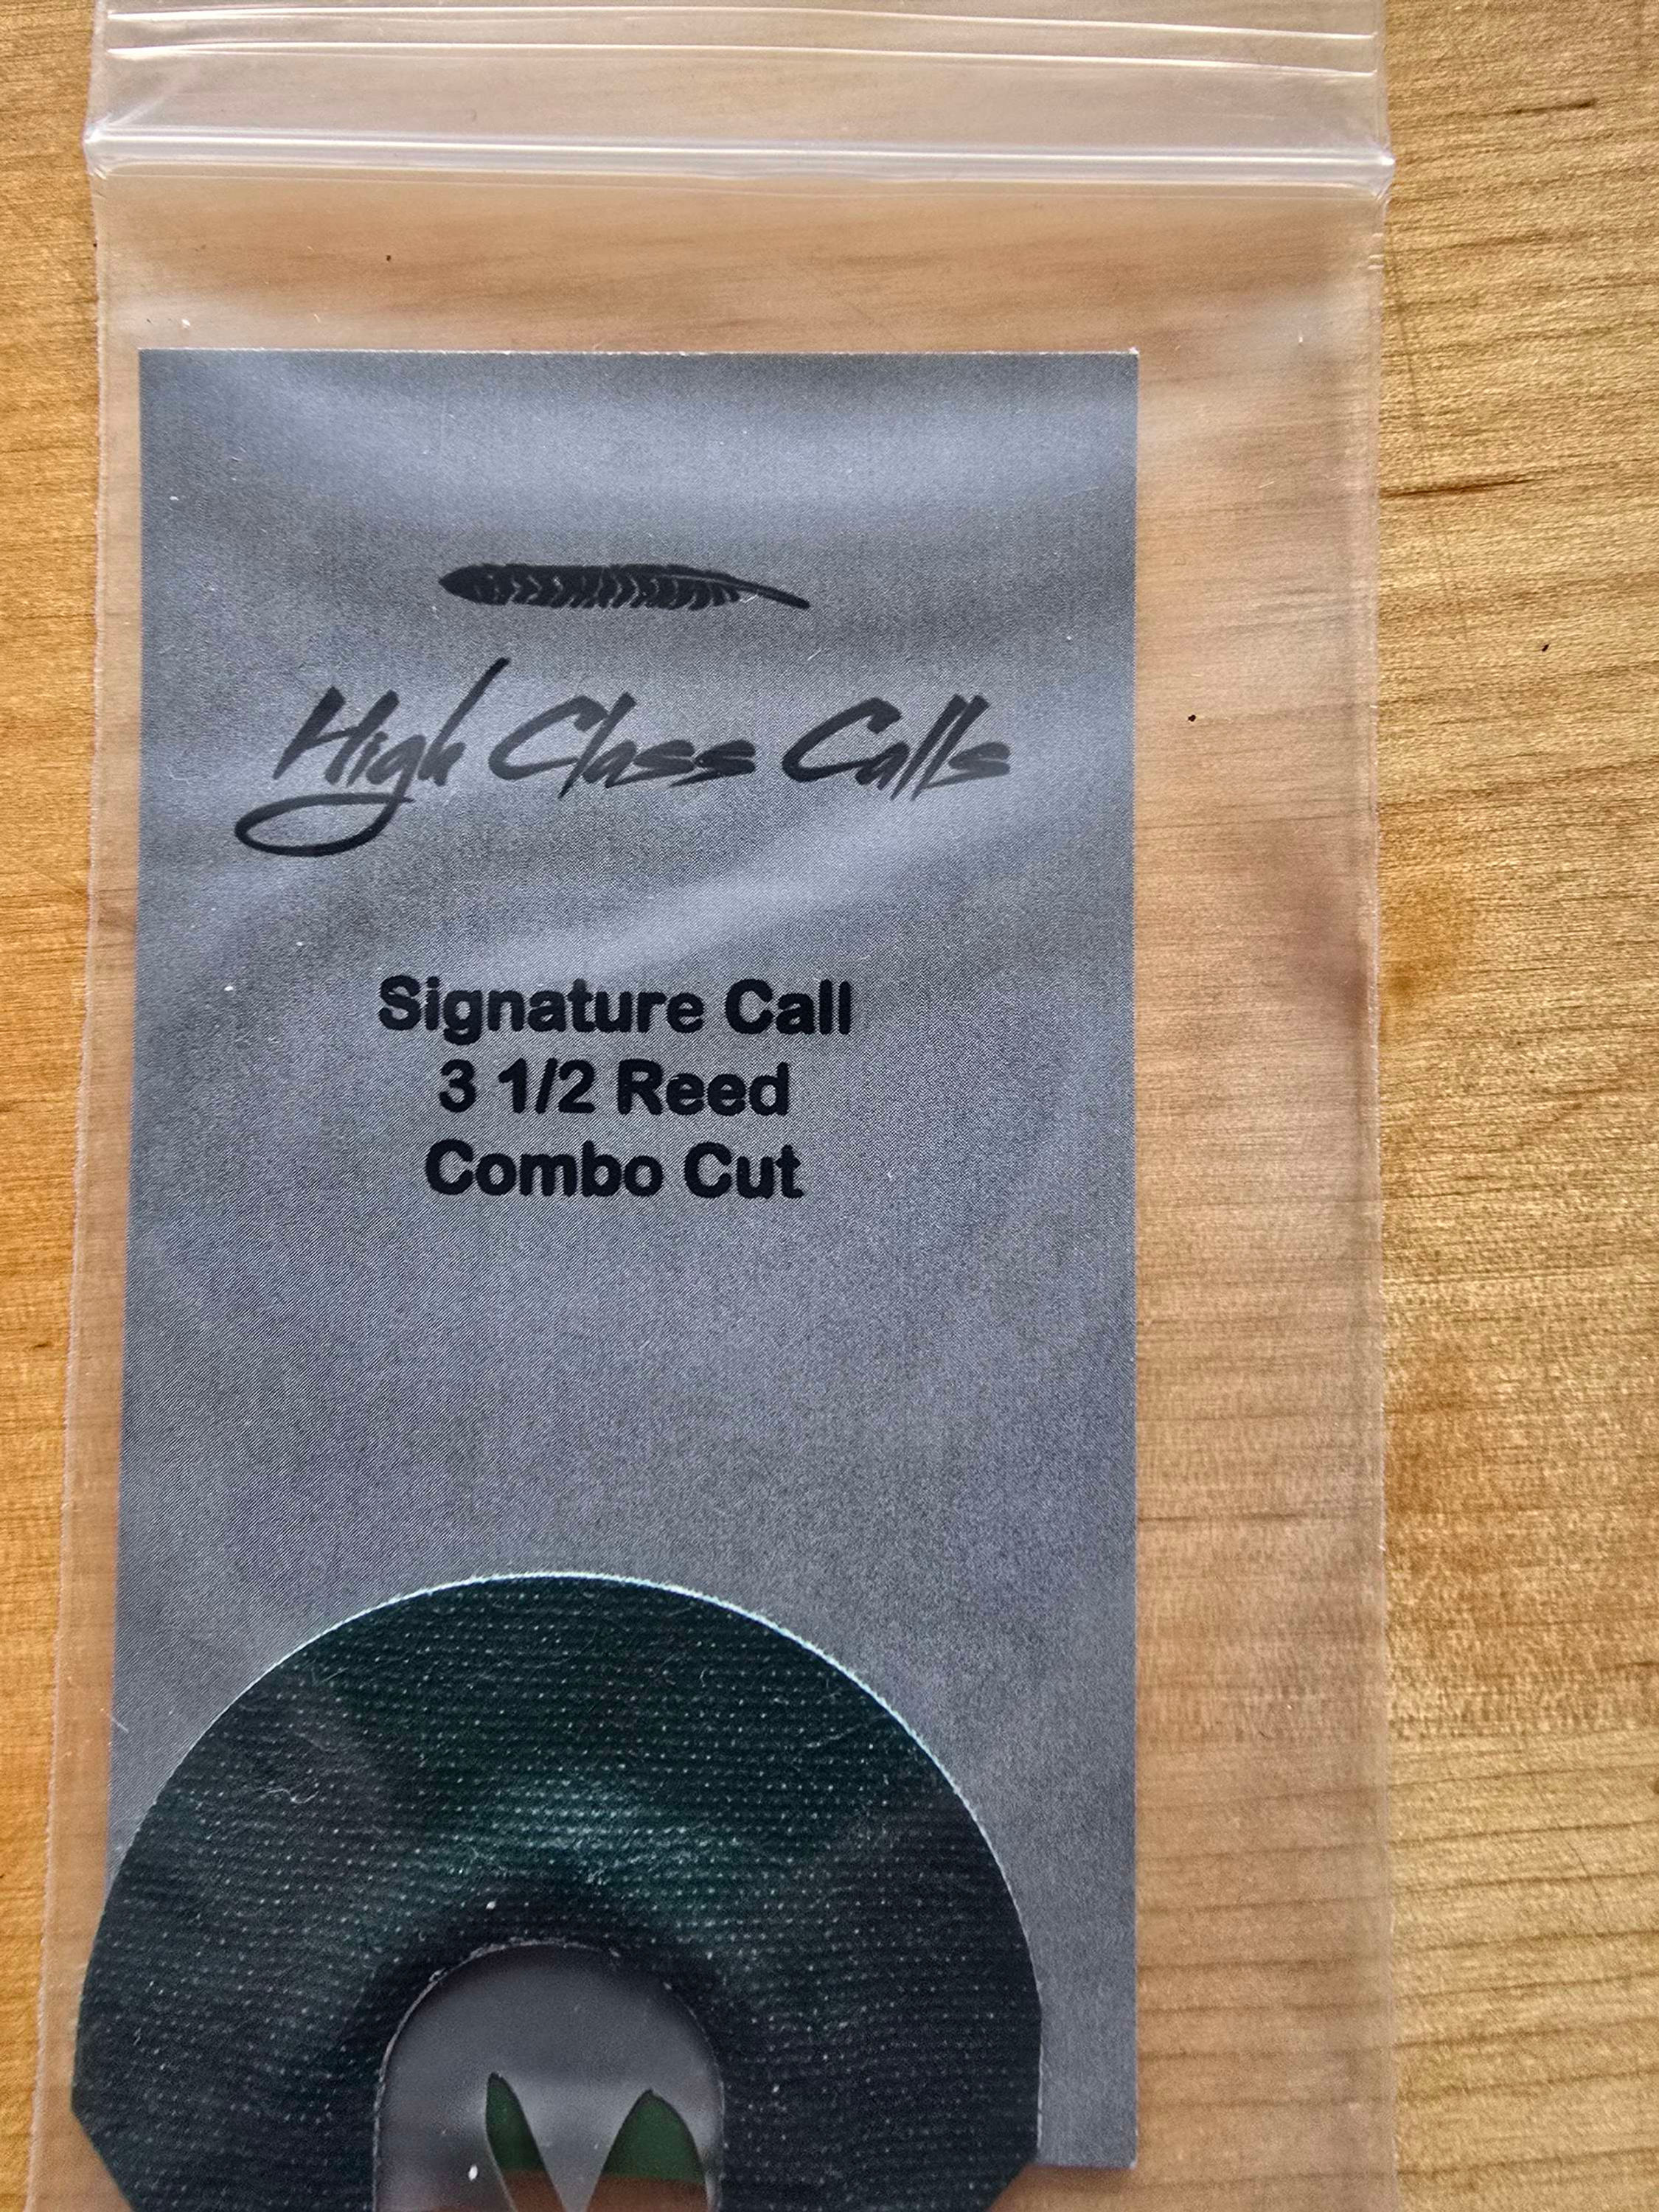 High Class Calls
Signature Call
3 1/2 Reed
Combo Cut